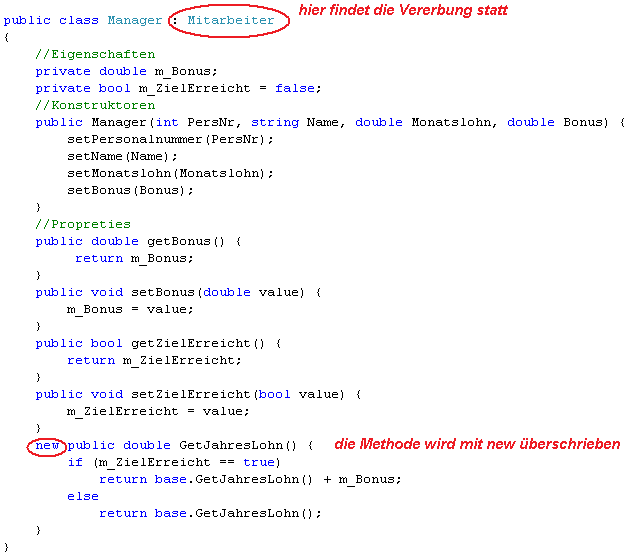 public class Manager : Mitarbeiter hier findet die Vererbung statt
{
//Eigenschaften
private double m_Bonus;
private bool m_ZielErreicht = false;
//Konstruktoren
public Manager(int PersNr, string Name, double Monatslohn, double Bonus) {
setPersonalnummer(PersNr);
setName(Name);
setMonatslohn(Monatslohn);
setBonus(Bonus);
}
//Propreties
public double getBonus() {
return m_Bonus;
}
public void setBonus(double value) {
m_Bonus = value;
}
public bool getZielErreicht() {
return m_ZielErreicht;
}
public void setZielErreicht(bool value) {
m_ZielErreicht = value;
}
new public double GetJahresLohn() { die Methode wird mit new überschrieben
if (m_ZielErreicht == true)
return base.GetJahresLohn() + m_Bonus;
else
return base.GetJahresLohn();
}
}